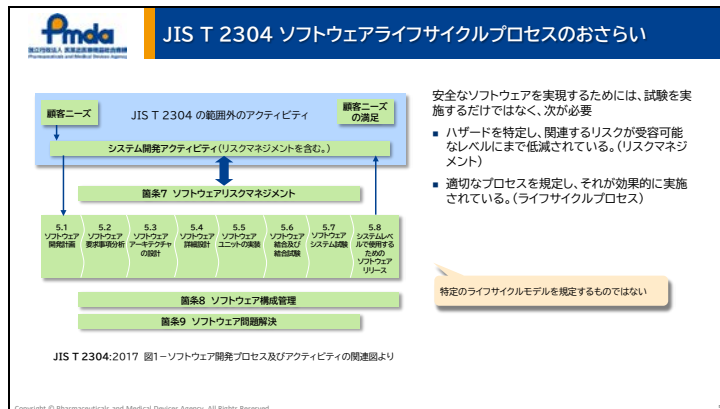 Pmda
独立行政法人 医薬品医療機器総合機構
Pharmaceuticals and Medical Devices Agency
JIS T 2304 ソフトウェアライフサイクルプロセスのおさらい
顧客ニーズ
JIS T 2304 の範囲外のアクティビティ
顧客ニーズ
の満足
システム開発アクティビティ(リスクマネジメントを含む。)
箇条7 ソフトウェアリスクマネジメント
5.1
ソフトウェア
開発計画
5.2
ソフトウェア
要求事項分析
5.3
ソフトウェア
アーキテクチャ
の設計
5.4
ソフトウェア
詳細設計
5.5
ソフトウェア
ユニットの実装
5.6
ソフトウェア
結合及び
結合試験
5.7
ソフトウェア
システム試験
5.8
システムレベ
ルで使用する
ための
ソフトウェア
リリース
箇条8 ソフトウェア構成管理
箇条9 ソフトウェア問題解決
JIS T 2304:2017 図1-ソフトウェア開発プロセス及びアクティビティの関連図より
安全なソフトウェアを実現するためには、試験を実
施するだけではなく、次が必要
■ ハザードを特定し、関連するリスクが受容可能
なレベルにまで低減されている。(リスクマネジ
メント)
■ 適切なプロセスを規定し、それが効果的に実施
されている。(ライフサイクルプロセス)
特定のライフサイクルモデルを規定するものではない
Copyright © Pharmaceuticals and Medical Devices Agency, All Rights Reserved.